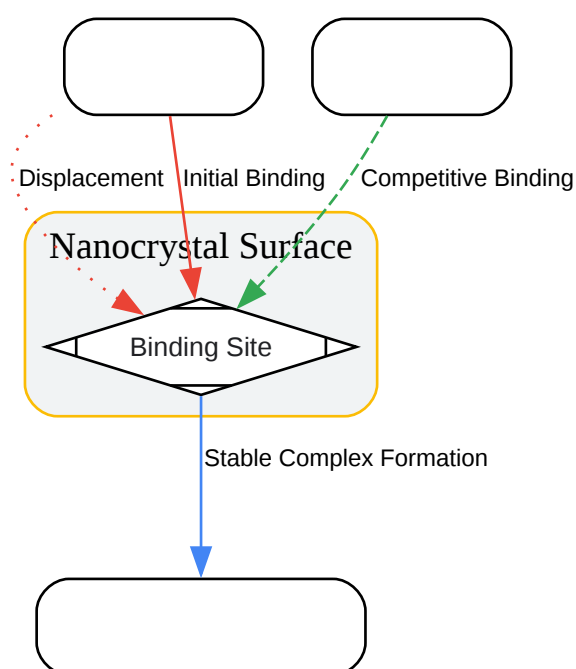 Displacement
Initial Binding
Competitive Binding
Nanocrystal Surface
Binding Site
Stable Complex Formation